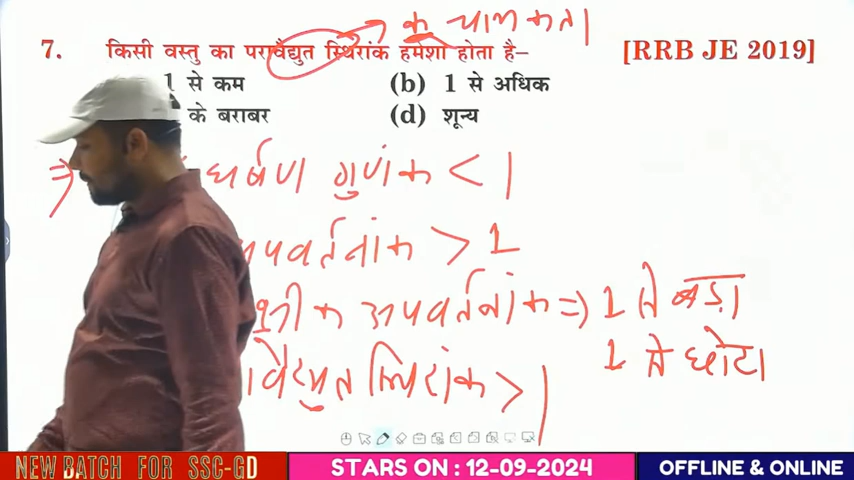 क चालकता
7. किसी वस्तु का परावैद्युत स्थिरांक हमेशा होता है– [RRB JE 2019]
1 से कम (b) 1 से अधिक
के बराबर (d) शून्य
⇒ घर्षण गुणांक < 1
अपवर्तनांक > 1
अपवर्तनांक ⇒ 1 से बड़ा
1 से छोटा
वैद्युत स्थिरांक > 1
NEW BATCH FOR SSC-GD STARS ON : 12-09-2024 OFFLINE & ONLINE